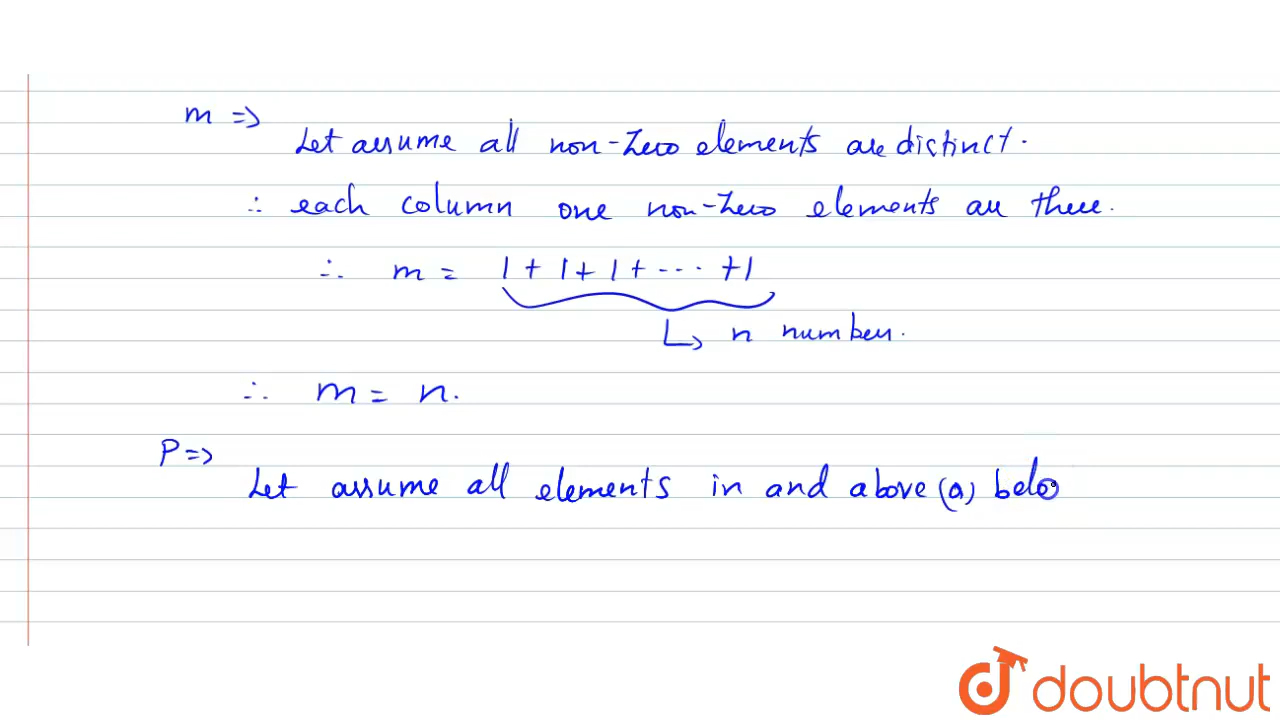 m ⇒
Let assume all non-zero elements are distinct.
∴ each column one non-zero elements are there.
∴ m = 1 + 1 + 1 + ... + 1
↳ n number.
∴ m = n.
P ⇒
Let assume all elements in and above (a) belo
doubtnut